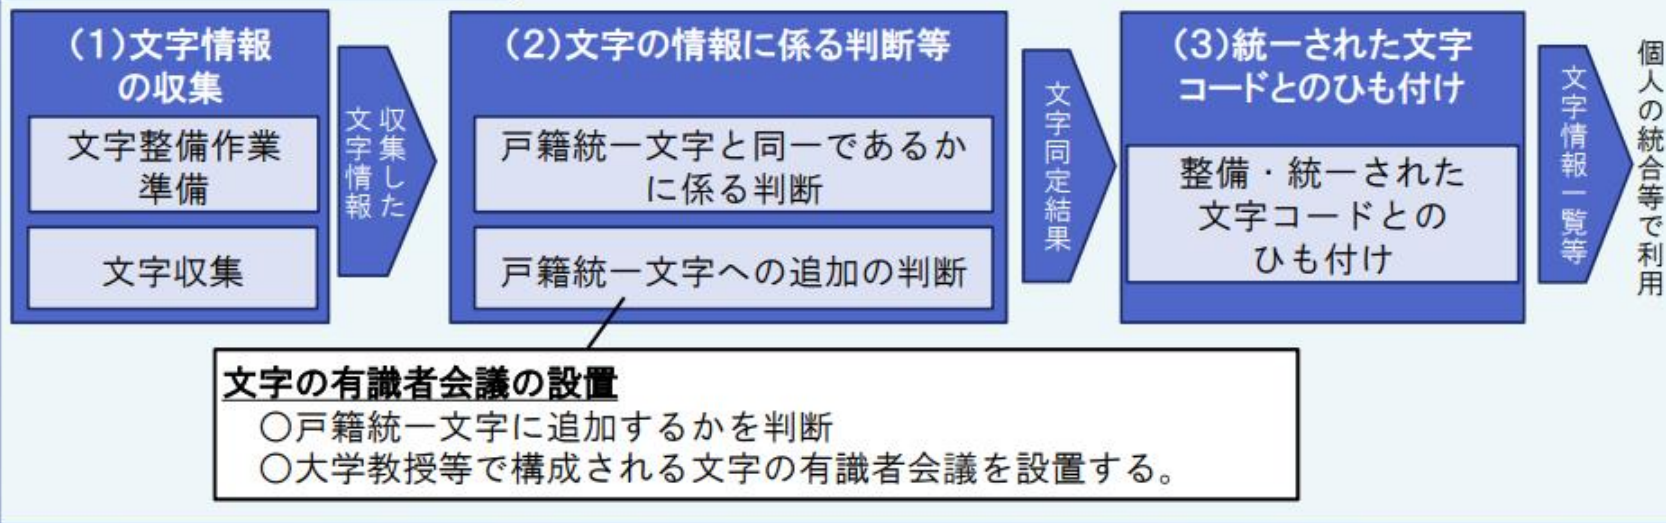 (1)文字情報
の収集
文字整備作業
準備
文字収集
収集した
文字情報
(2)文字の情報に係る判断等
戸籍統一文字と同一であるか
に係る判断
戸籍統一文字への追加の判断
文字同定結果
(3)統一された文字
コードとのひも付け
整備・統一された
文字コードとの
ひも付け
文字情報一覧等
個人の統合等で利用
文字の有識者会議の設置
○戸籍統一文字に追加するかを判断
○大学教授等で構成される文字の有識者会議を設置する。